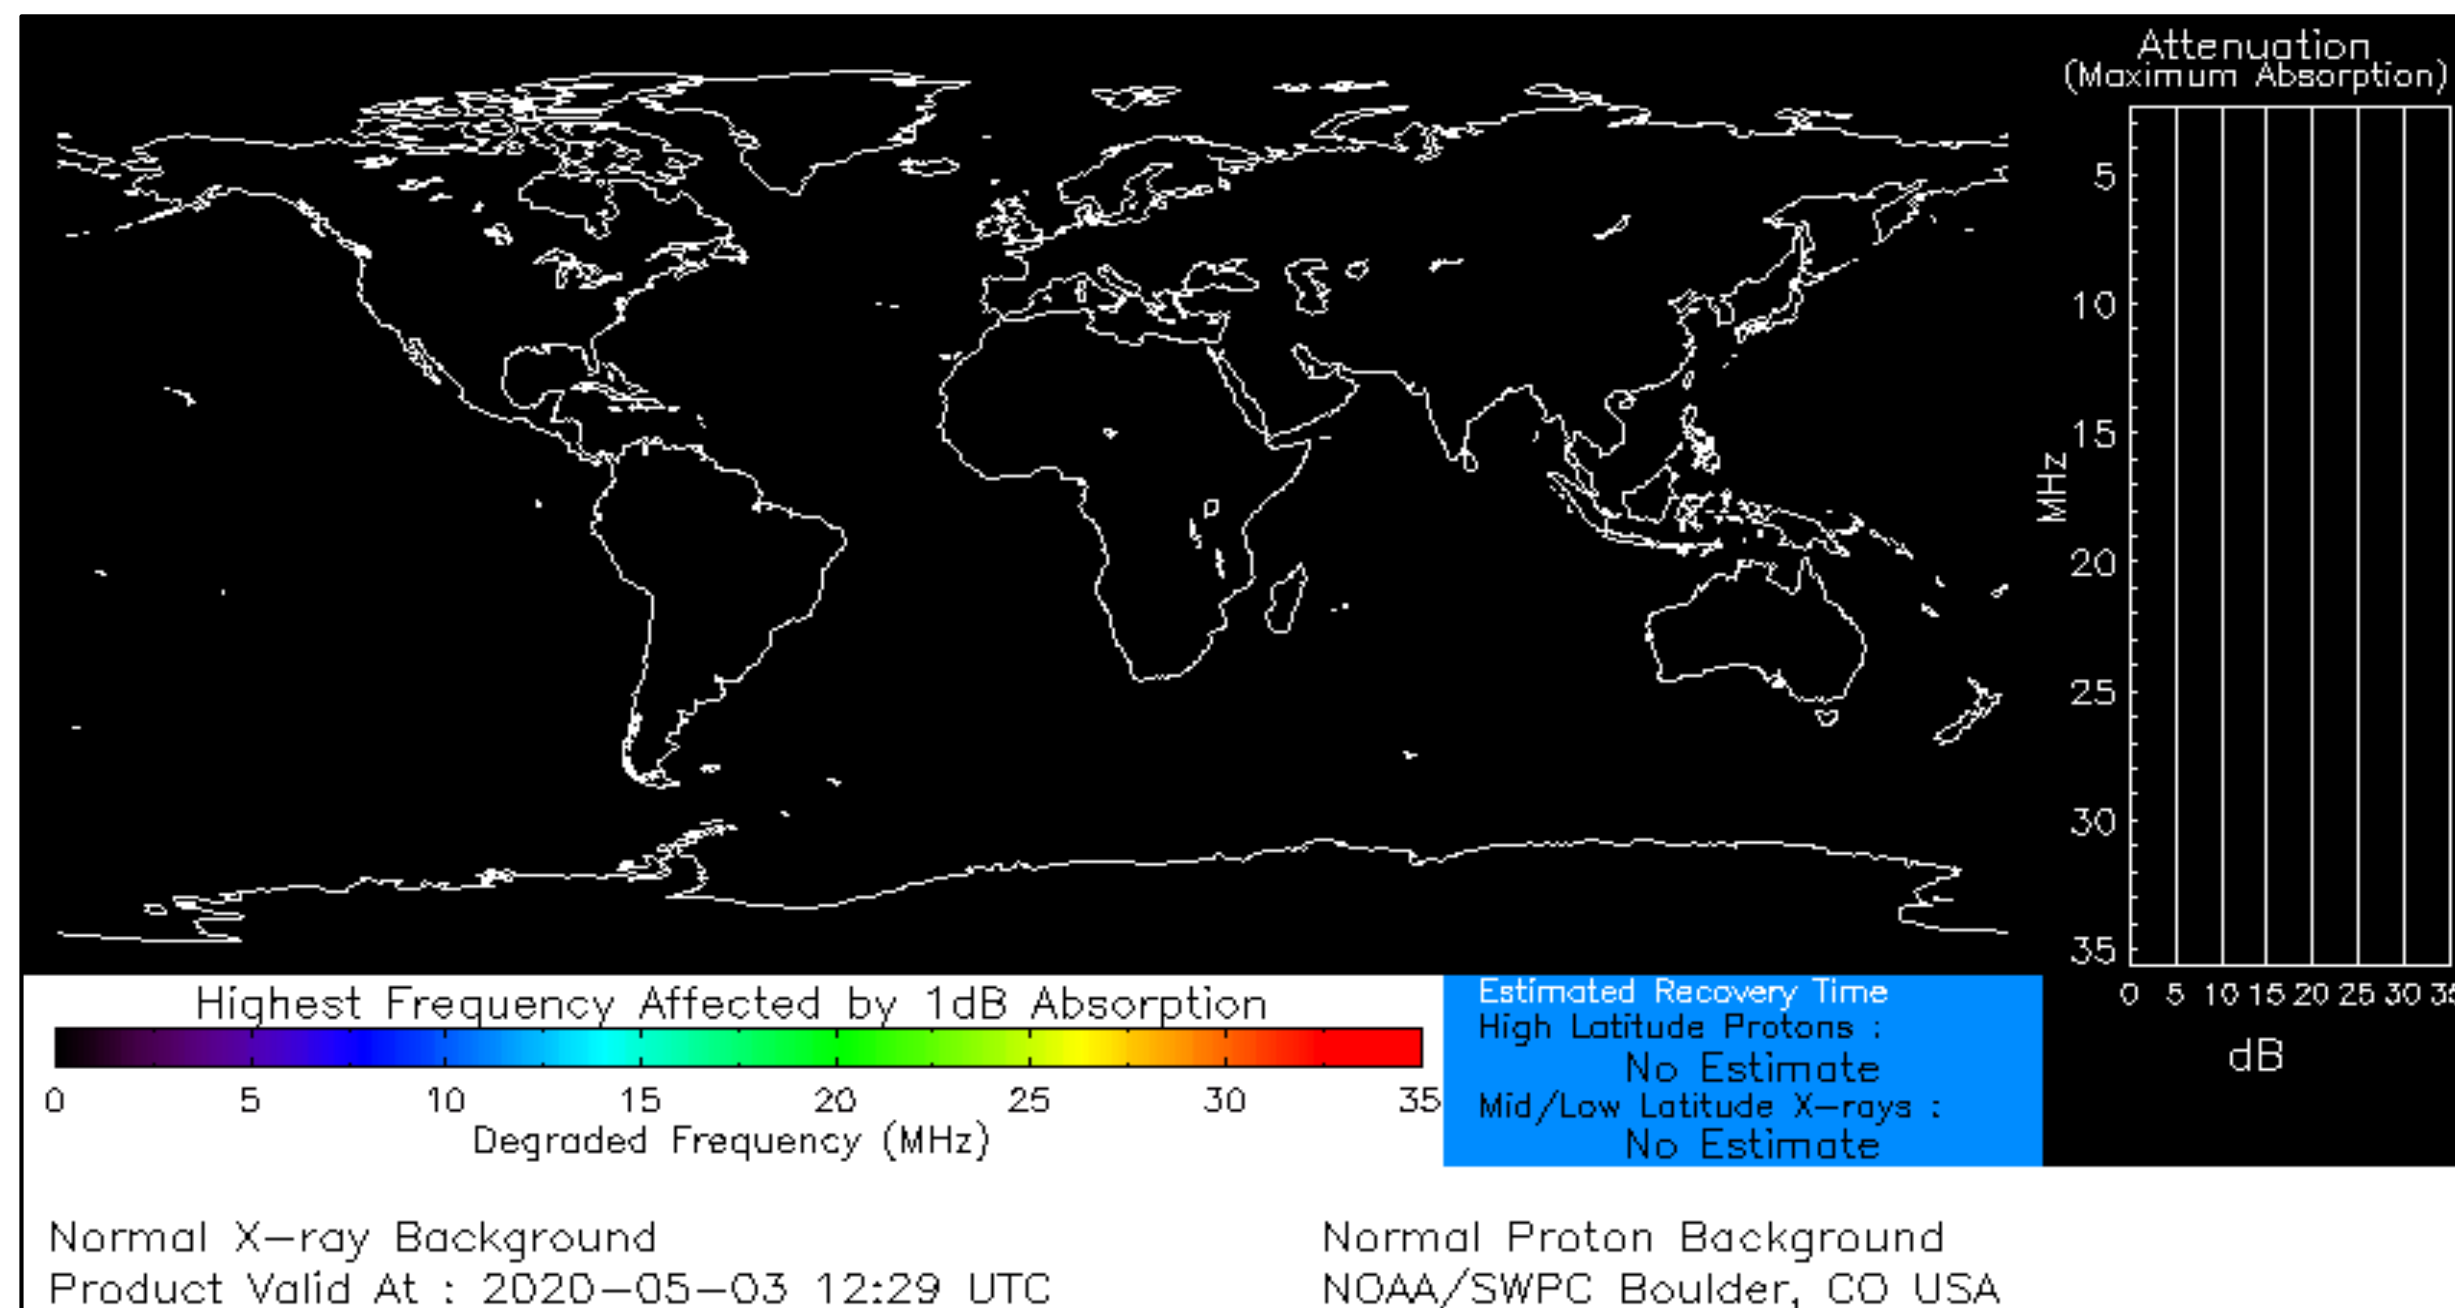 Attenuation
(Maximum Absorption)
5
10
15
20
25
30
35
MHz
0 5 10 15 20 25 30 35
dB
Highest Frequency Affected by 1dB Absorption
0 5 10 15 20 25 30 35
Degraded Frequency (MHz)
Estimated Recovery Time
High Latitude Protons :
No Estimate
Mid/Low Latitude X-rays :
No Estimate
Normal X-ray Background
Normal Proton Background
Product Valid At : 2020-05-03 12:29 UTC
NOAA/SWPC Boulder, CO USA